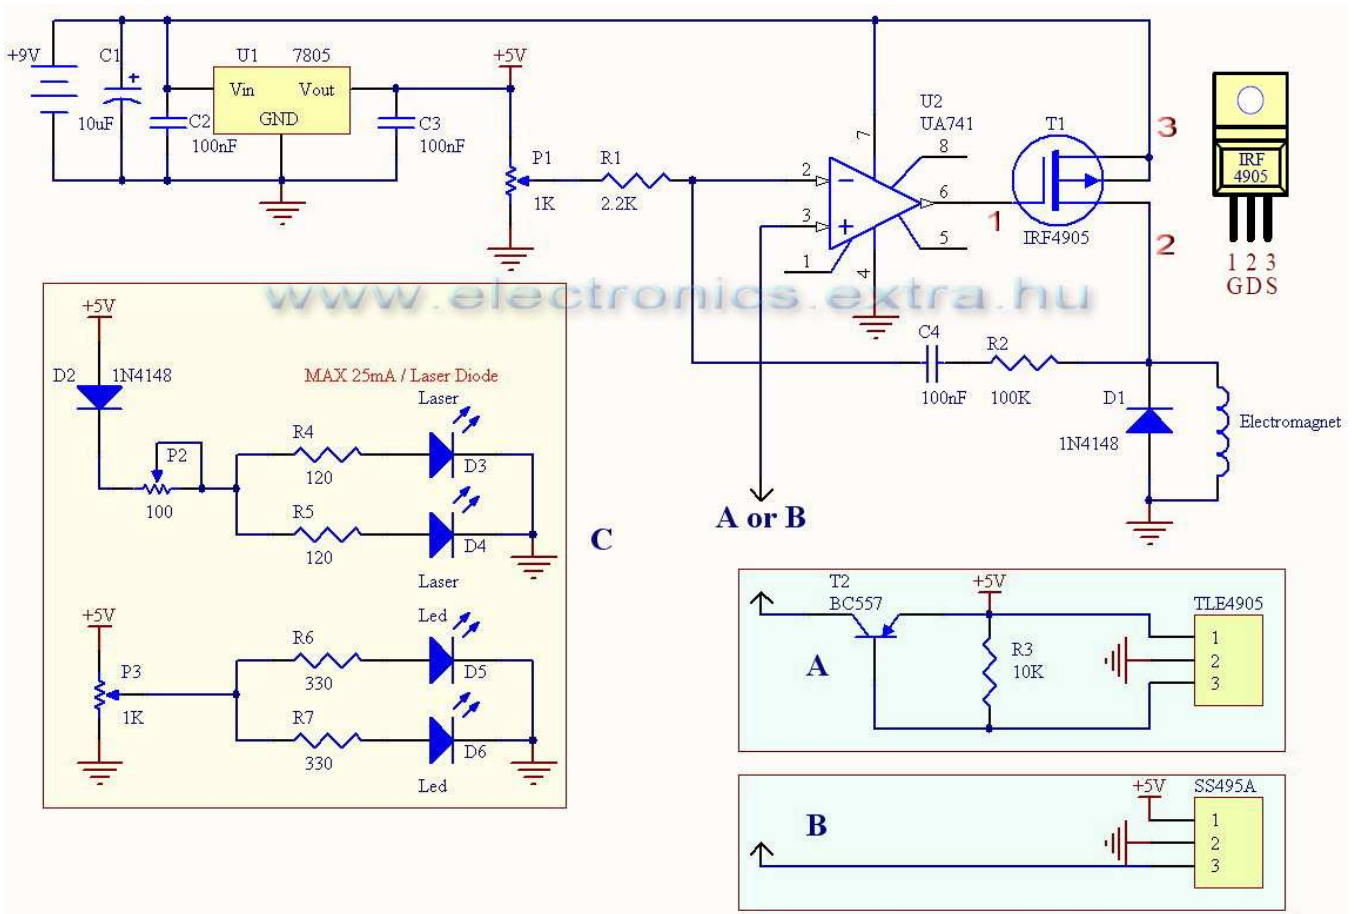 +9V
C1
10uF
C2
100nF
U1 7805
Vin Vout
GND
C3
100nF
+5V
P1
1K
R1
2.2K
U2
UA741
2
3
7
8
6
5
1
4
1
T1
IRF4905
3
2
IRF
4905
1 2 3
G D S
www.electronics.extra.hu
C4
100nF
R2
100K
D1
1N4148
Electromagnet
A or B
+5V
D2 1N4148
P2
100
MAX 25mA / Laser Diode
R4
120
R5
120
Laser
D3
D4
Laser
+5V
P3
1K
R6
330
R7
330
Led
D5
D6
Led
C
A
T2
BC557
+5V
R3
10K
TLE4905
1
2
3
B
+5V
SS495A
1
2
3